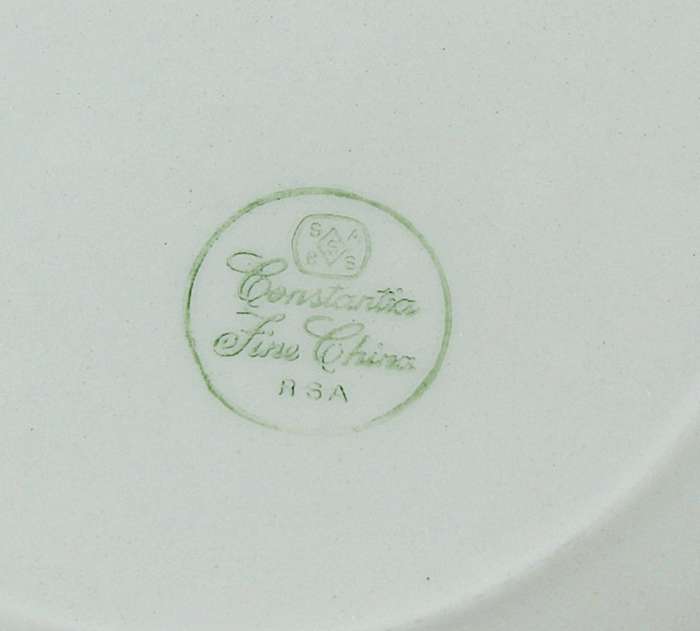 S A
S
B S
Constantia
Fine China
RSA